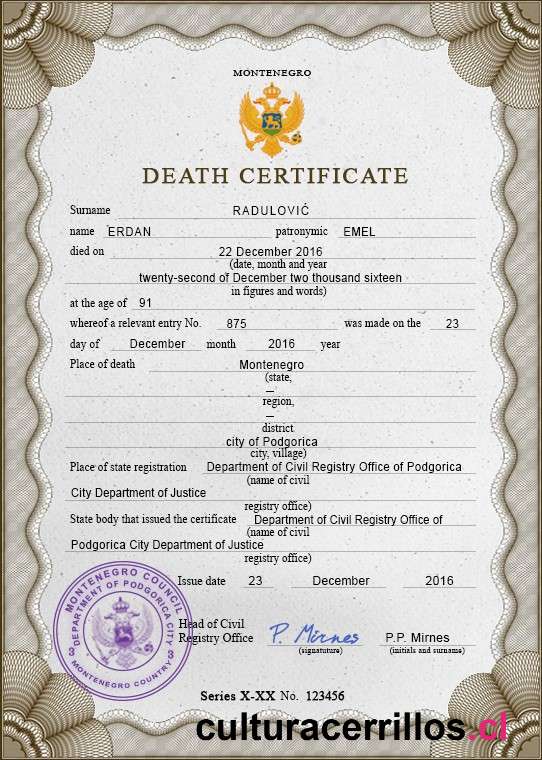 MONTENEGRO
DEATH CERTIFICATE
Surname RADULOVIĆ
name ERDAN patronymic EMEL
died on 22 December 2016
(date, month and year
twenty-second of December two thousand sixteen
in figures and words)
at the age of 91
whereof a relevant entry No. 875 was made on the 23
day of December month 2016 year
Place of death Montenegro
(state,
—
region,
—
district
city of Podgorica
city, village)
Place of state registration Department of Civil Registry Office of Podgorica
(name of civil
City Department of Justice
registry office)
State body that issued the certificate Department of Civil Registry Office of
(name of civil
Podgorica City Department of Justice
registry office)
Issue date 23 December 2016
MONTENEGRO COUNCIL
DEPARTMENT OF PODGORICA CITY
3 3
MONTENEGRO COUNTRY
Head of Civil
Registry Office P. Mirnes P.P. Mirnes
(signatuture) (initials and surname)
Series X-XX No. 123456
culturacerrillos.cl